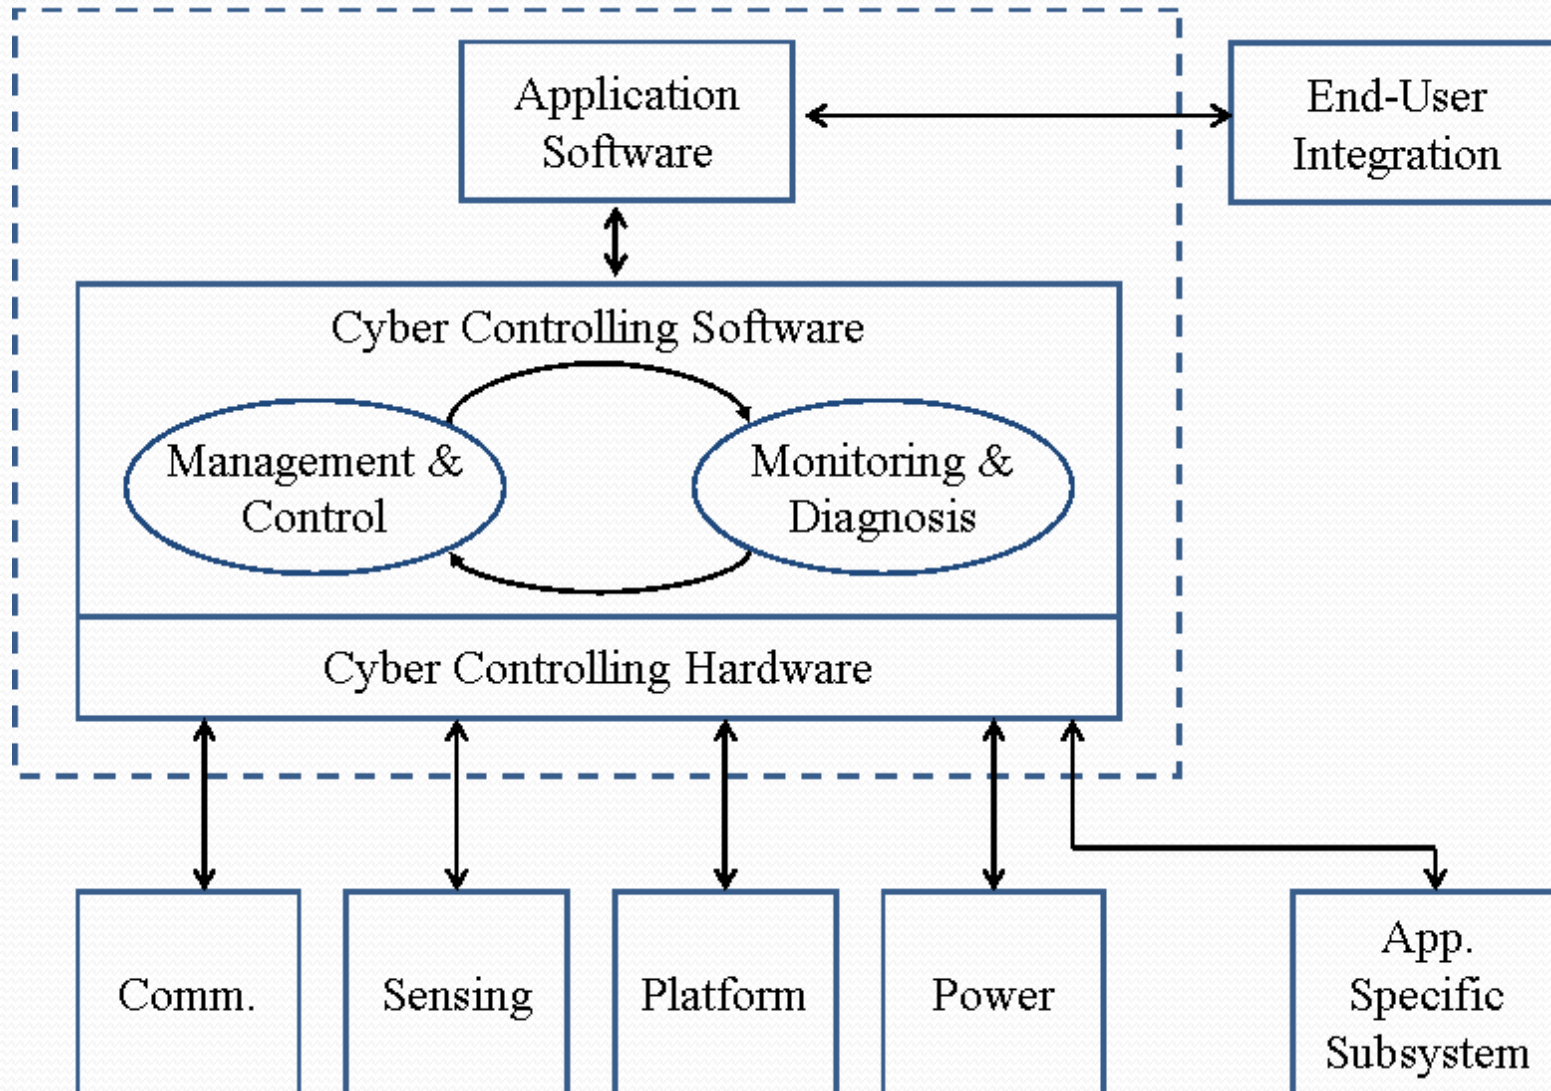 Application
Software
End-User
Integration
Cyber Controlling Software
Management &
Control
Monitoring &
Diagnosis
Cyber Controlling Hardware
Comm.
Sensing
Platform
Power
App.
Specific
Subsystem